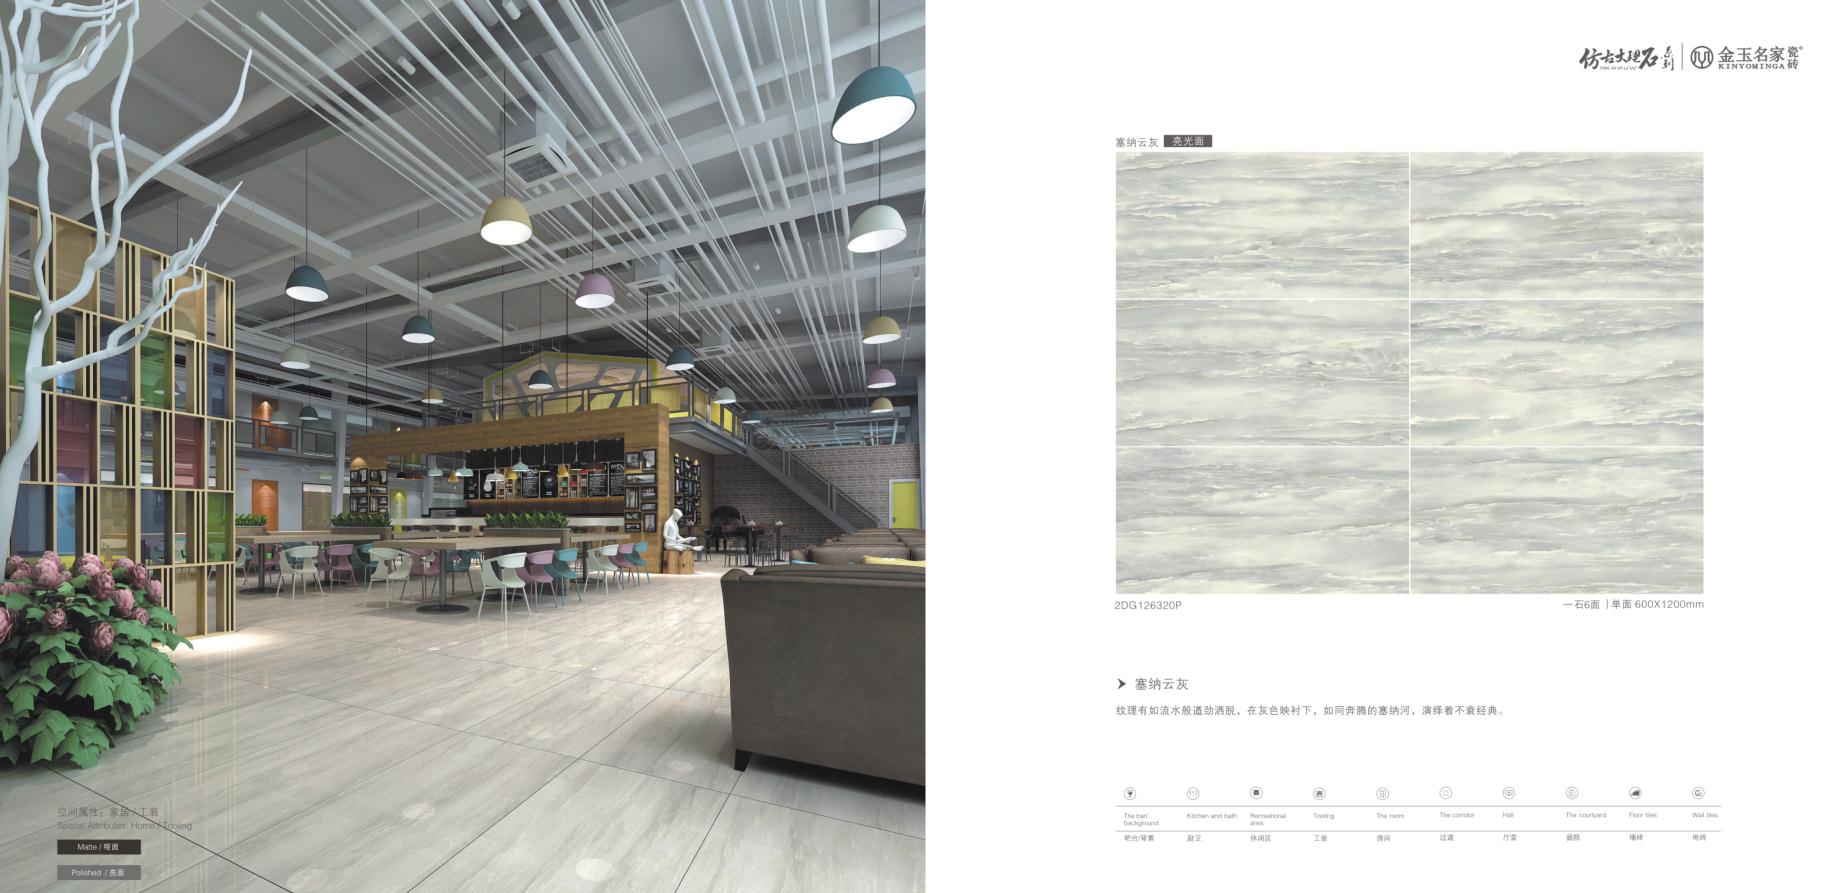 空间属性：家居 / 工装
Spatial Attributes: Home / Tooling
Matte / 哑面
Polished / 亮面
仿古大理石系列
金玉名家瓷砖
KINYOMINGA
塞纳云灰 亮光面
2DG126320P
一石6面 | 单面 600X1200mm
塞纳云灰
纹理有如流水般遒劲洒脱，在灰色映衬下，如同奔腾的塞纳河，演绎着不衰经典。
The bar/ background
Kitchen and bath
Recreational area
Tooling
The room
The corridor
Hall
The courtyard
Floor tiles
Wall tiles
吧台/背景
厨卫
休闲区
工装
房间
过道
厅堂
庭院
墙砖
地砖